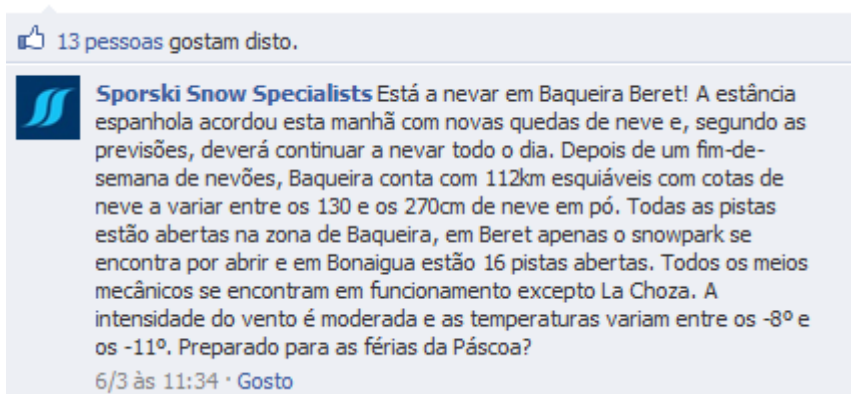 13 pessoas gostam disto.
Sporski Snow Specialists Está a nevar em Baqueira Beret! A estância
espanhola acordou esta manhã com novas quedas de neve e, segundo as
previsões, deverá continuar a nevar todo o dia. Depois de um fim-de-
semana de nevões, Baqueira conta com 112km esquiáveis com cotas de
neve a variar entre os 130 e os 270cm de neve em pó. Todas as pistas
estão abertas na zona de Baqueira, em Beret apenas o snowpark se
encontra por abrir e em Bonaigua estão 16 pistas abertas. Todos os meios
mecânicos se encontram em funcionamento excepto La Choza. A
intensidade do vento é moderada e as temperaturas variam entre os -8º e
os -11º. Preparado para as férias da Páscoa?
6/3 às 11:34 · Gosto